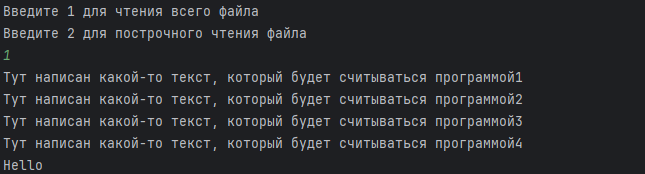 Введите 1 для чтения всего файла
Введите 2 для построчного чтения файла
1
Тут написан какой-то текст, который будет считываться программой1
Тут написан какой-то текст, который будет считываться программой2
Тут написан какой-то текст, который будет считываться программой3
Тут написан какой-то текст, который будет считываться программой4
Hello